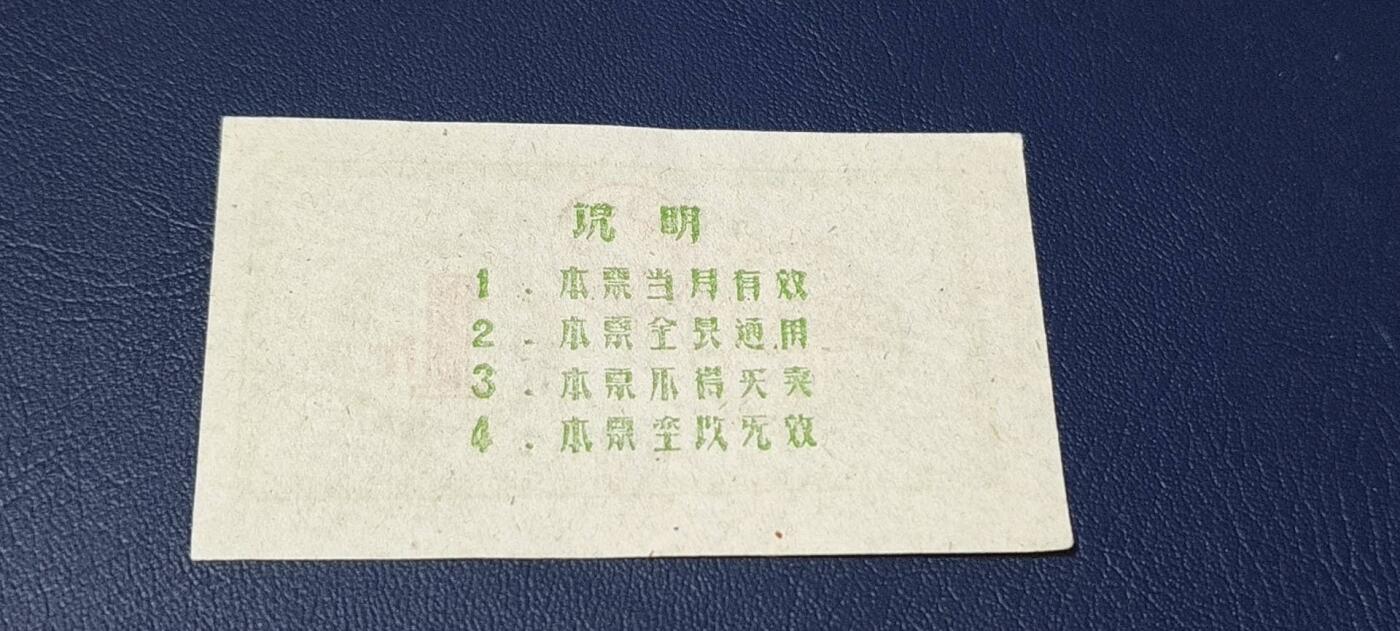 说 明
1 . 本票当月有效
2 . 本票全县通用
3 . 本票不得买卖
4 . 本票涂改无效